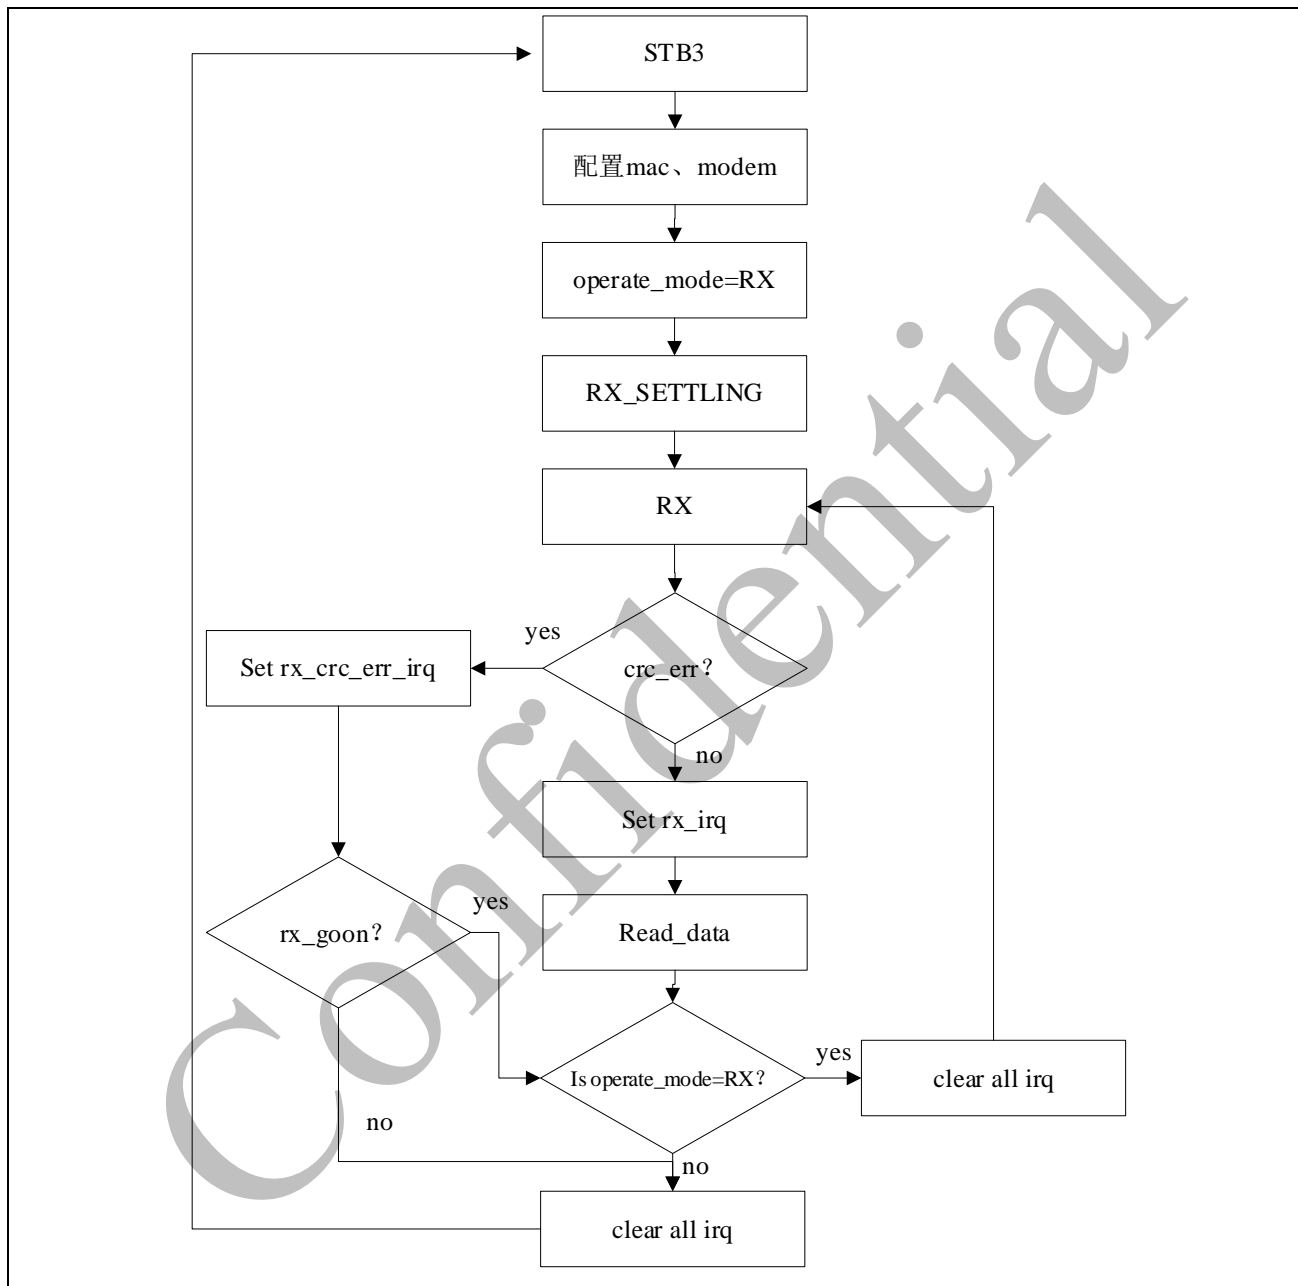 STB3
配置mac、modem
operate_mode=RX
RX_SETTLING
RX
yes
crc_err？
Set rx_crc_err_irq
no
Set rx_irq
yes
Read_data
rx_goon？
Is operate_mode=RX？
yes
clear all irq
no
no
clear all irq
Confidential